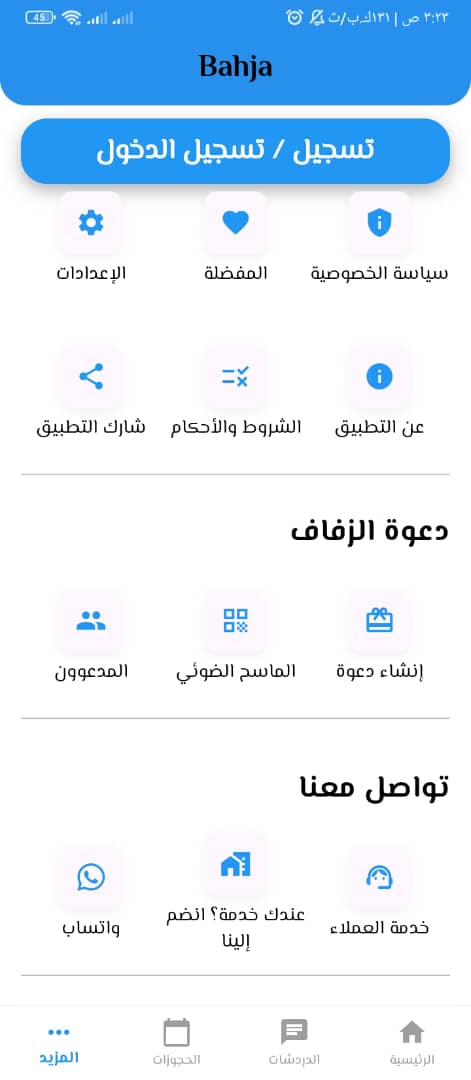 ٣:٢٣ ص | ١٣١ك.ب/ث
45
Bahja
تسجيل / تسجيل الدخول
سياسة الخصوصية
المفضلة
الإعدادات
عن التطبيق
الشروط والأحكام
شارك التطبيق
دعوة الزفاف
إنشاء دعوة
الماسح الضوئي
المدعوون
تواصل معنا
خدمة العملاء
عندك خدمة؟ انضم
إلينا
واتساب
الرئيسية
الدردشات
الحجوزات
المزيد